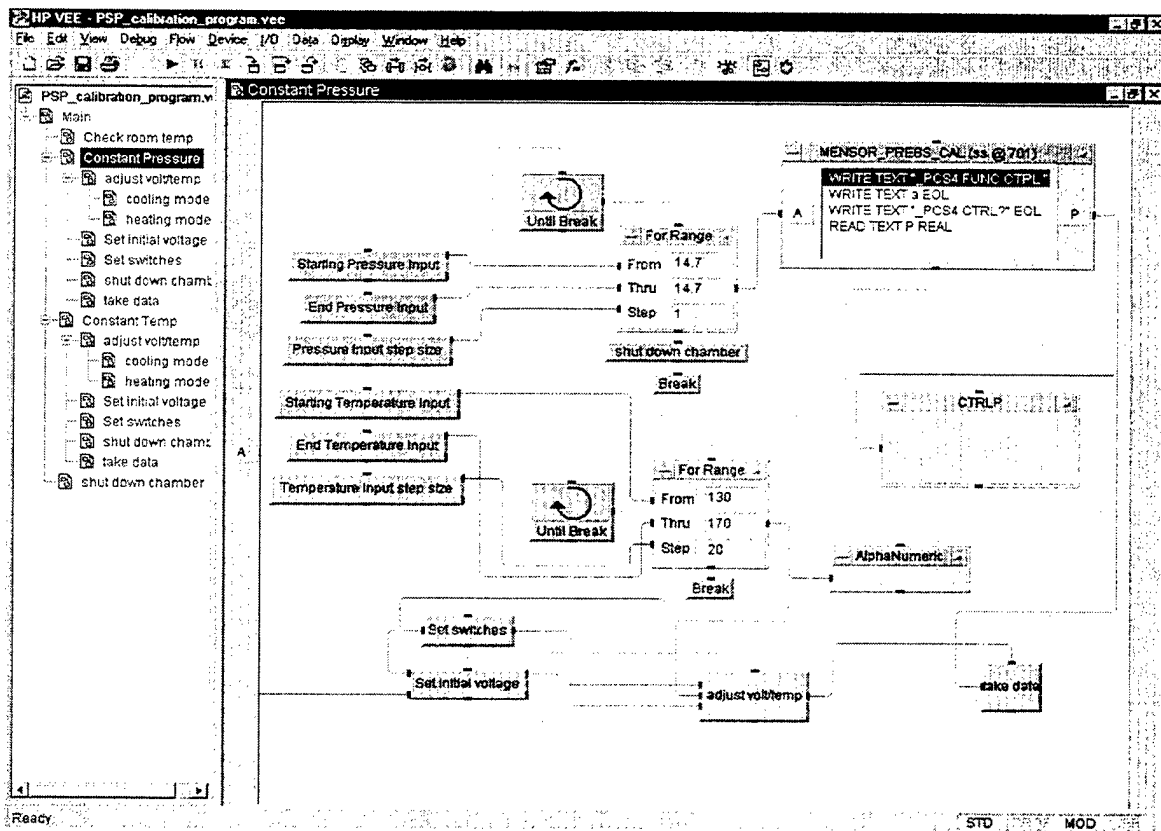 HP VEE - PSP_calibration_program.vee
File Edit View Debug Flow Device I/O Data Display Window Help
PSP_calibration_program.v
Main
Check room temp
Constant Pressure
adjust volt/temp
cooling mode
heating mode
Set initial voltage
Set switches
shut down chamt
take data
Constant Temp
adjust volt/temp
cooling mode
heating mode
Set initial voltage
Set switches
shut down chamt
take data
shut down chamber
Constant Pressure
MENSOR_PREBS_CAL (ss @ 701)
WRITE TEXT "_PCS4 FUNC CTRL"
WRITE TEXT a EOL
WRITE TEXT "_PCS4 CTRL?" EOL
READ TEXT P REAL
A
P
Until Break
For Range
From 14.7
Thru 14.7
Step 1
Starting Pressure Input
End Pressure Input
Pressure Input step size
shut down chamber
Break
Starting Temperature Input
End Temperature Input
Temperature Input step size
A
CTRLP
Until Break
For Range
From 130
Thru 170
Step 20
Break
AlphaNumeric
Set switches
Set initial voltage
adjust volt/temp
take data
Ready
STD
MOD